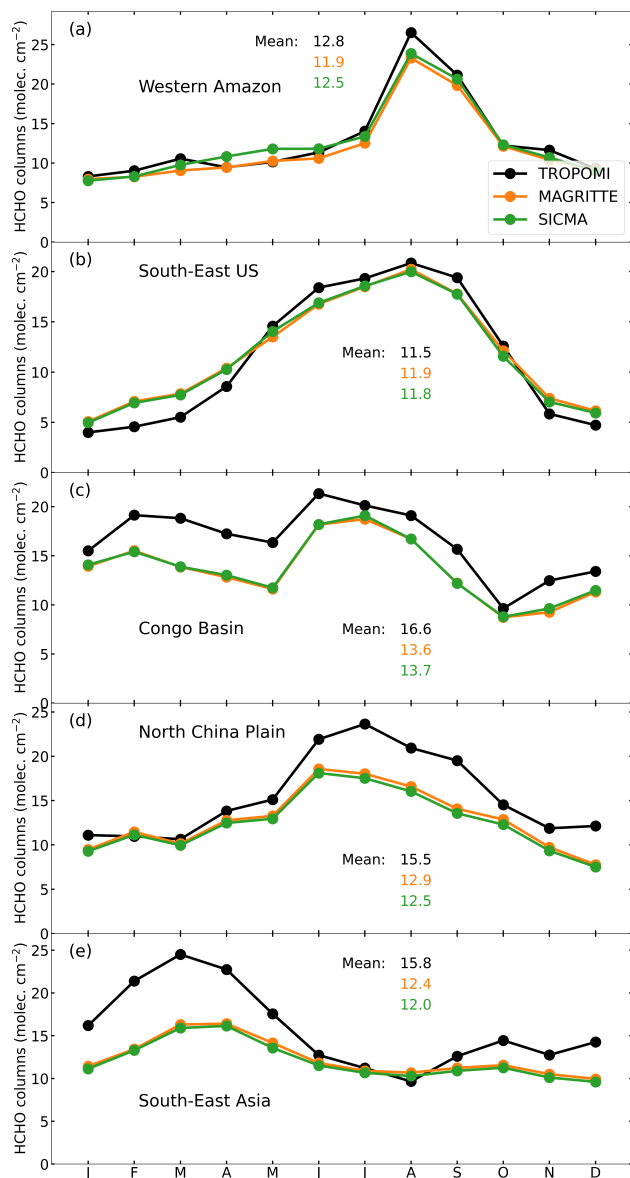 (a)
Mean: 12.8
11.9
12.5
Western Amazon
HCHO columns (molec. cm⁻²)
25
20
15
10
5
0
TROPOMI
MAGRITTE
SICMA
(b)
South-East US
HCHO columns (molec. cm⁻²)
20
15
10
5
0
Mean: 11.5
11.9
11.8
(c)
HCHO columns (molec. cm⁻²)
20
15
10
5
0
Congo Basin
Mean: 16.6
13.6
13.7
(d)
North China Plain
HCHO columns (molec. cm⁻²)
25
20
15
10
5
0
Mean: 15.5
12.9
12.5
(e)
Mean: 15.8
12.4
12.0
HCHO columns (molec. cm⁻²)
25
20
15
10
5
0
South-East Asia
J F M A M J J A S O N D